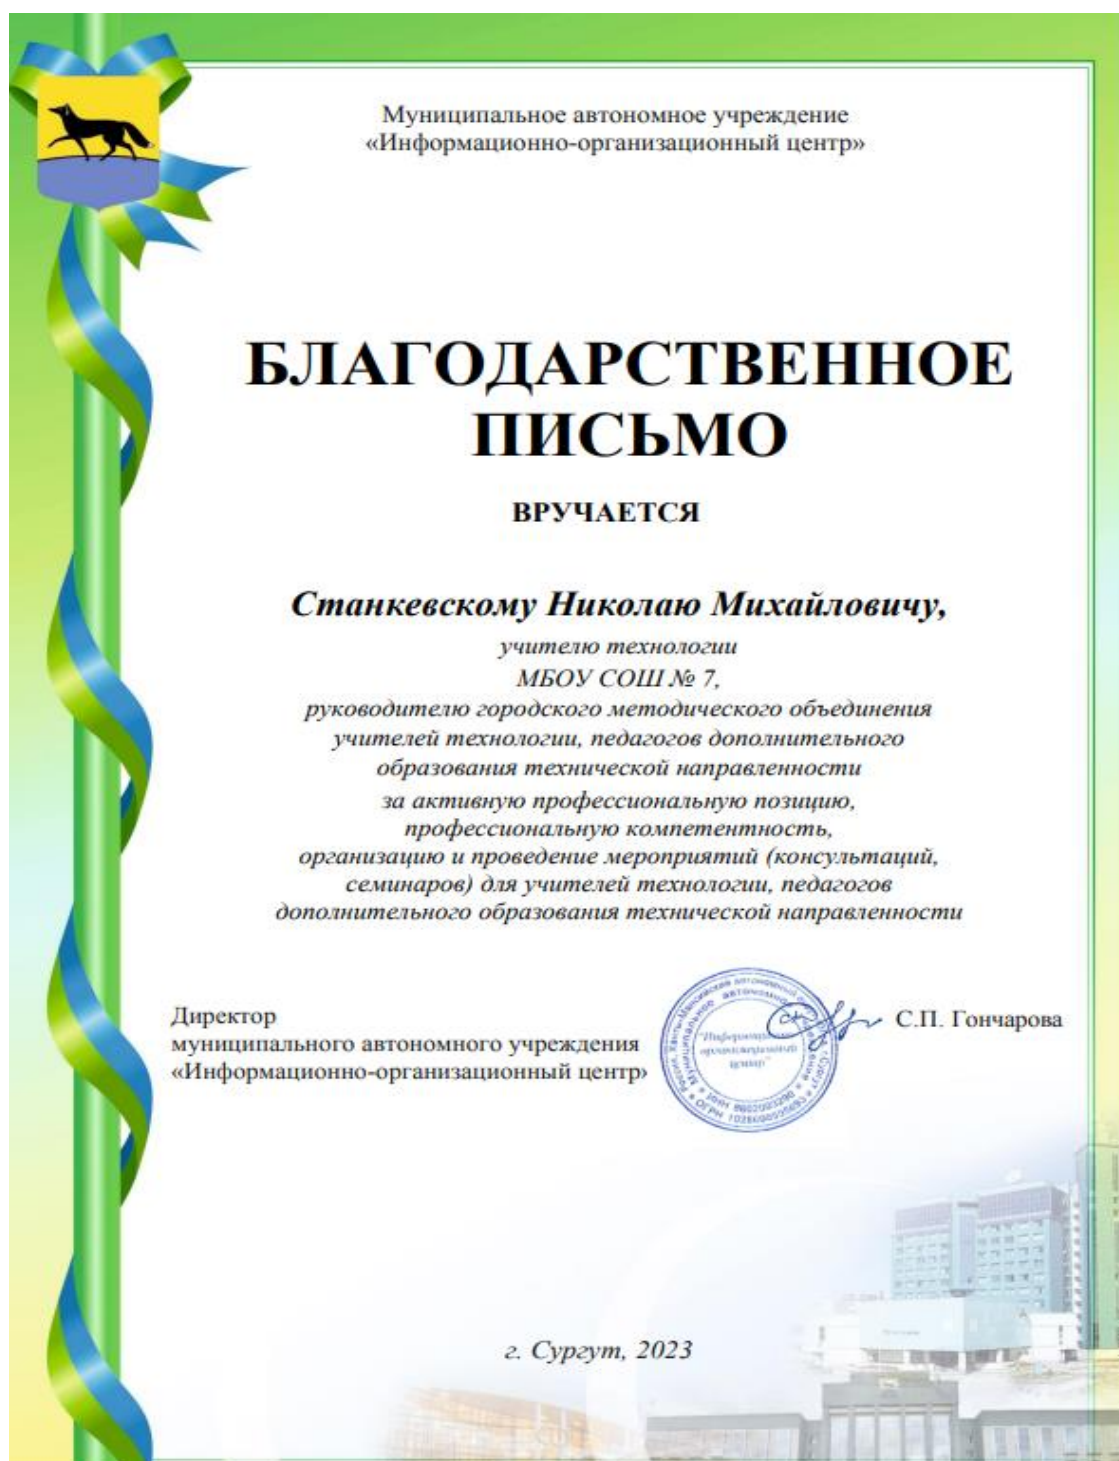 Муниципальное автономное учреждение
«Информационно-организационный центр»
БЛАГОДАРСТВЕННОЕ
ПИСЬМО
ВРУЧАЕТСЯ
Станкевскому Николаю Михайловичу,
учителю технологии
МБОУ СОШ № 7,
руководителю городского методического объединения
учителей технологии, педагогов дополнительного
образования технической направленности
за активную профессиональную позицию,
профессиональную компетентность,
организацию и проведение мероприятий (консультаций,
семинаров) для учителей технологии, педагогов
дополнительного образования технической направленности
Директор
муниципального автономного учреждения
«Информационно-организационный центр»
С.П. Гончарова
г. Сургут, 2023